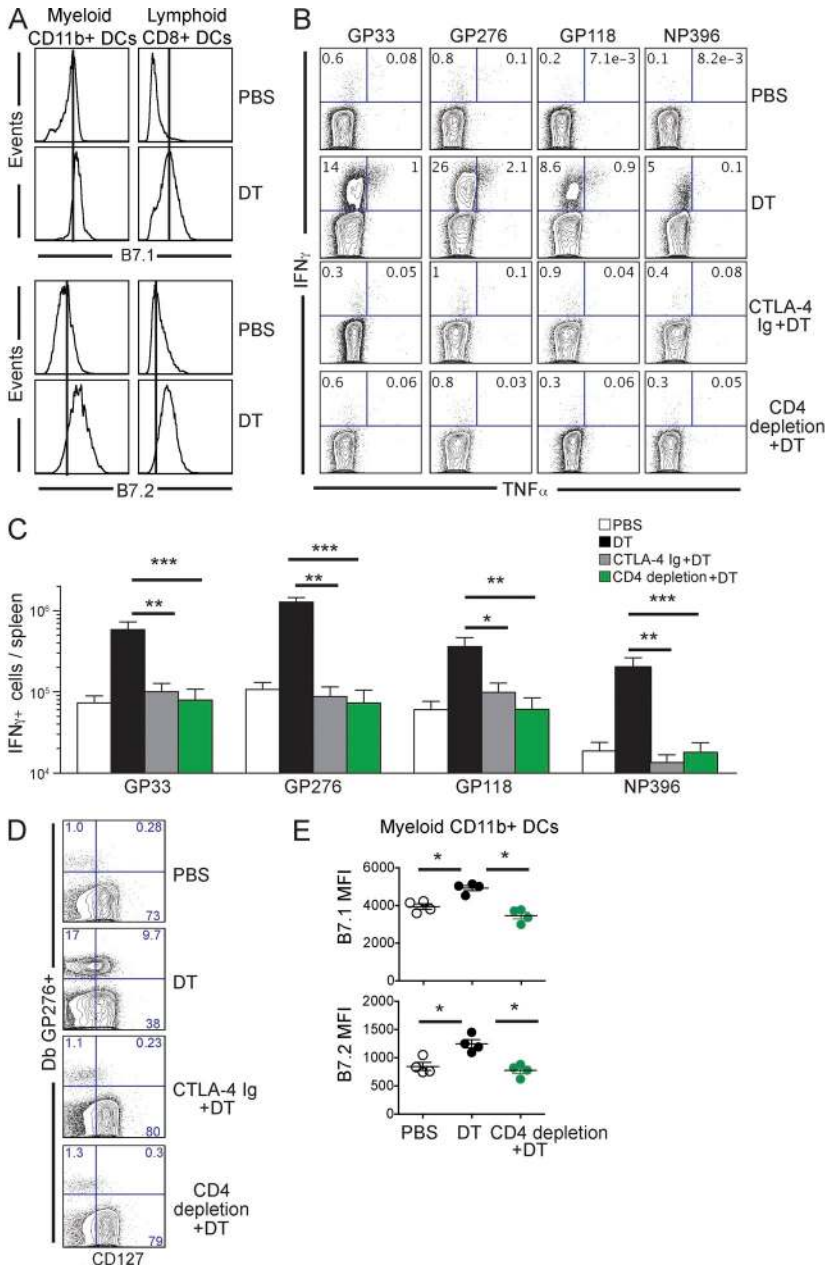 A
Myeloid
CD11b+ DCs
Lymphoid
CD8+ DCs
Events
PBS
DT
B7.1
Events
PBS
DT
B7.2
B
GP33 GP276 GP118 NP396
0.6 0.08 0.8 0.1 0.2 7.1e-3 0.1 8.2e-3
PBS
14 1 26 2.1 8.6 0.9 5 0.1
DT
IFNγ
0.3 0.05 1 0.1 0.9 0.04 0.4 0.08
CTLA-4
Ig+DT
0.6 0.06 0.8 0.03 0.3 0.06 0.3 0.05
CD4
depletion
+DT
TNFα
C
PBS
DT
CTLA-4 Ig+DT
CD4 depletion+DT
*** *** ** ***
** ** * **
IFNγ+ cells / spleen
10⁶
10⁵
10⁴
GP33 GP276 GP118 NP396
D
1.0 0.28
73
PBS
17 9.7
38
DT
Db GP276+
1.1 0.23
80
CTLA-4 Ig
+DT
1.3 0.3
79
CD4
depletion
+DT
CD127
E
Myeloid CD11b+ DCs
B7.1 MFI
6000
4000
2000
0
* *
B7.2 MFI
2000
1500
1000
500
0
* *
PBS DT CD4 depletion
+DT